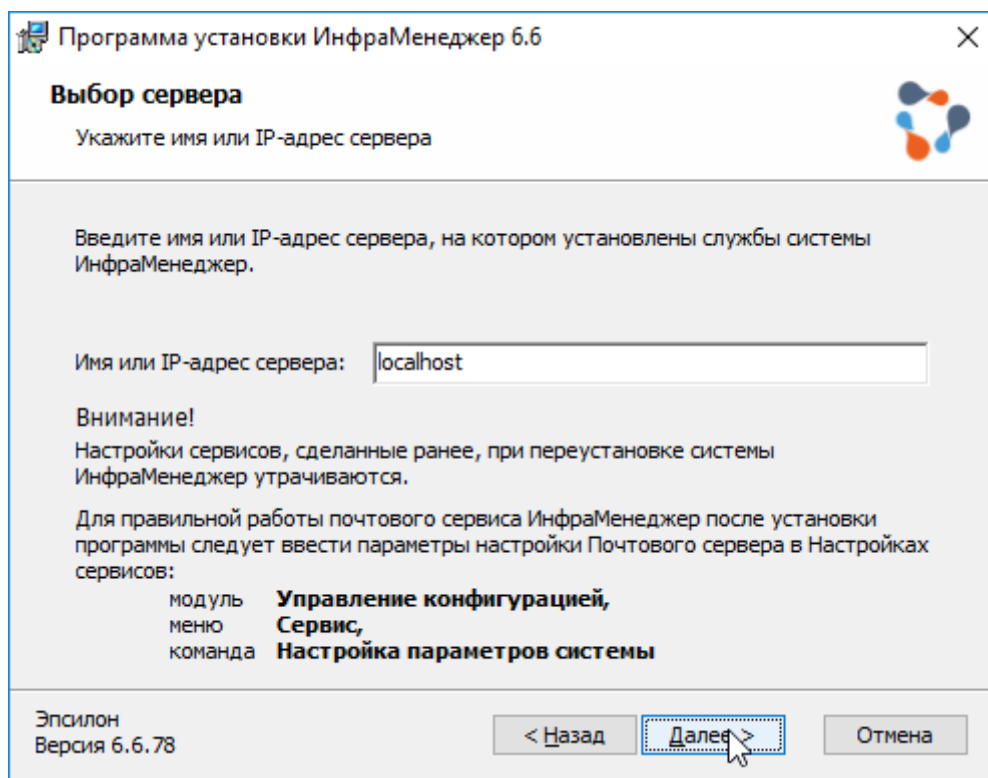 Программа установки ИнфраМенеджер 6.6
Выбор сервера
Укажите имя или IP-адрес сервера
Введите имя или IP-адрес сервера, на котором установлены службы системы
ИнфраМенеджер.
Имя или IP-адрес сервера: localhost
Внимание!
Настройки сервисов, сделанные ранее, при переустановке системы
ИнфраМенеджер утрачиваются.
Для правильной работы почтового сервиса ИнфраМенеджер после установки
программы следует ввести параметры настройки Почтового сервера в Настройках
сервисов:
модуль Управление конфигурацией,
меню Сервис,
команда Настройка параметров системы
Эпсилон
Версия 6.6.78
< Назад Далее > Отмена